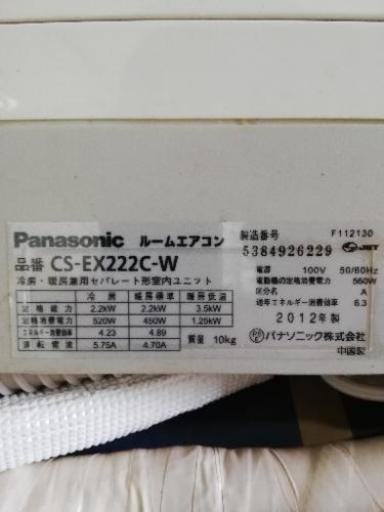 Panasonic ルームエアコン
品番 CS-EX222C-W
冷房・暖房兼用セパレート形室内ユニット
冷房 暖房標準 暖房低温
定格能力 2.2kW 2.2kW 3.5kW
定格消費電力 520W 450W 1.25kW
エネルギー消費効率 4.23 4.89
運転電流 5.75A 4.70A 質量 10kg
製造番号 F112130
5384926229 JET
電源 100V 50/60Hz
電動機の定格消費電力 560W
区分名 A
通年エネルギー消費効率 6.3
2012年製
パナソニック株式会社
中国製